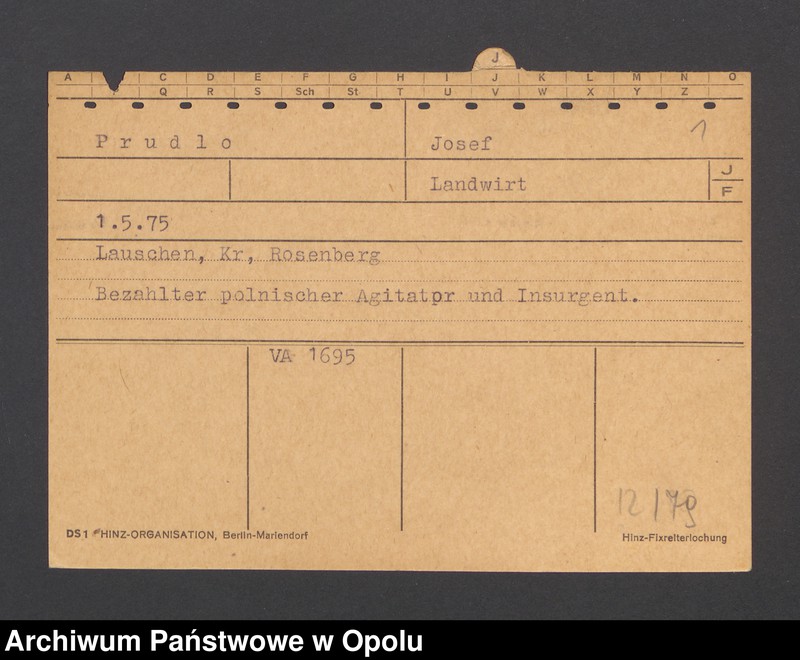 J
A C D E F G H I J K L M N O
Q R S Sch St T U V W X Y Z
1
Prudlo Josef
Landwirt J
F
1.5.75
Lauschen, Kr, Rosenberg
Bezahlter polnischer Agitatpr und Insurgent.
VA 1695
12/79
DS1 HINZ-ORGANISATION, Berlin-Mariendorf Hinz-Fixreiterlochung
Archiwum Państwowe w Opolu